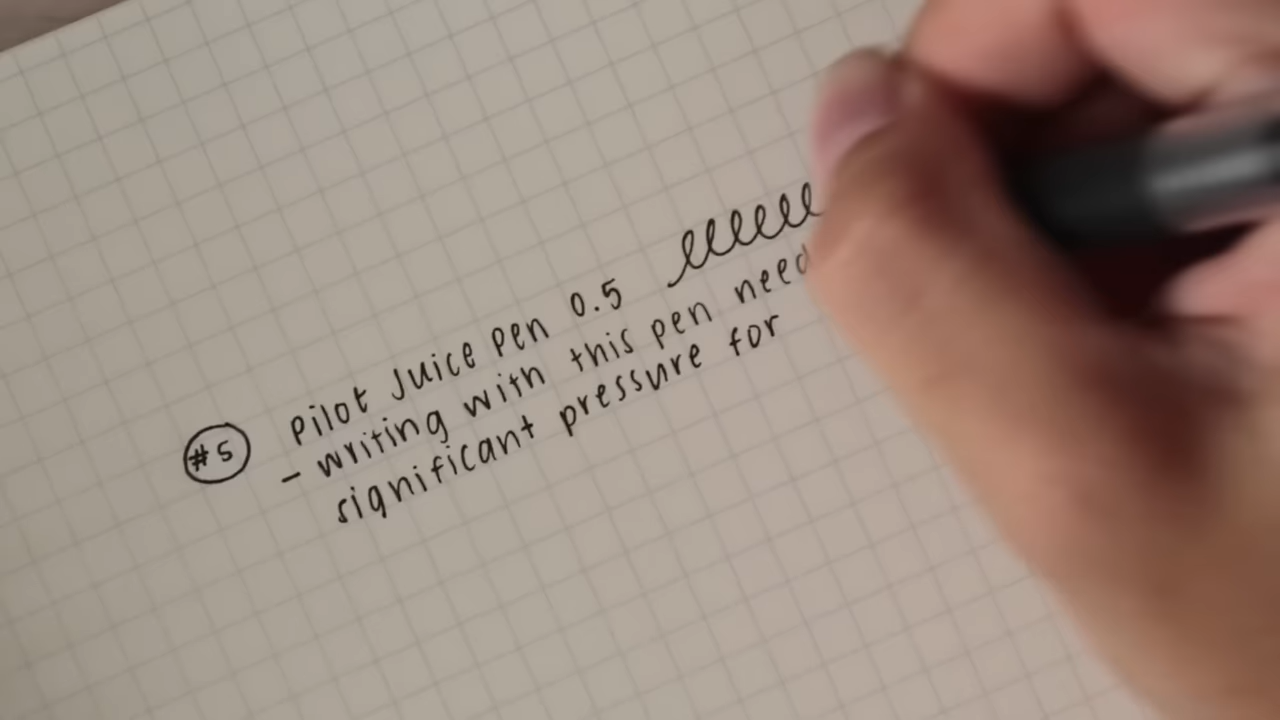 #5 Pilot Juice Pen 0.5
- writing with this pen need
significant pressure for